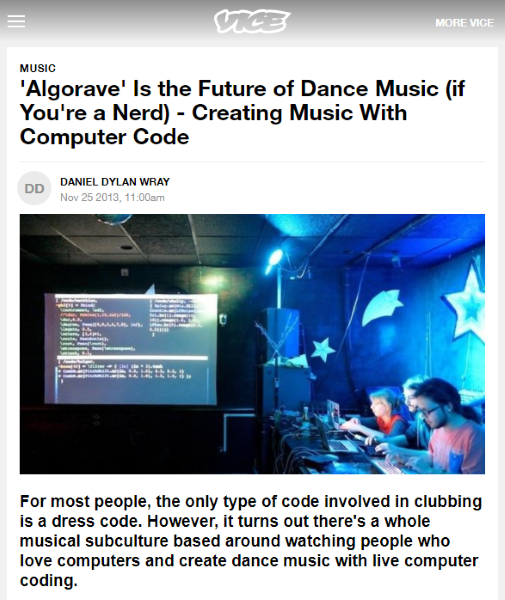 VICE
MORE VICE
MUSIC
'Algorave' Is the Future of Dance Music (if
You're a Nerd) - Creating Music With
Computer Code
DD
DANIEL DYLAN WRAY
Nov 25 2013, 11:00am
For most people, the only type of code involved in clubbing
is a dress code. However, it turns out there's a whole
musical subculture based around watching people who
love computers and create dance music with live computer
coding.